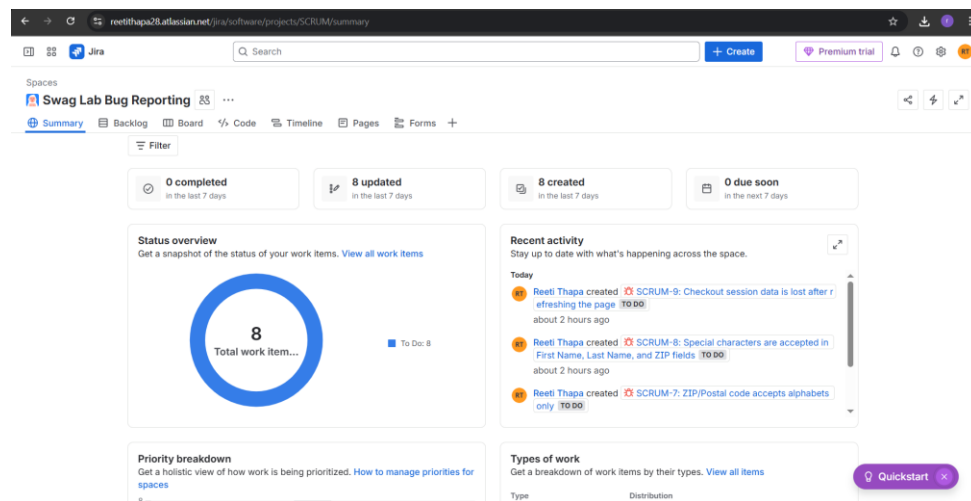 reetithapa28.atlassian.net/jira/software/projects/SCRUM/summary
Jira
Search
+ Create
Premium trial
RT
Spaces
Swag Lab Bug Reporting
Summary
Backlog
Board
Code
Timeline
Pages
Forms
Filter
0 completed
in the last 7 days
8 updated
in the last 7 days
8 created
in the last 7 days
0 due soon
in the next 7 days
Status overview
Get a snapshot of the status of your work items. View all work items
8
Total work item...
To Do: 8
Recent activity
Stay up to date with what's happening across the space.
Today
RT
Reeti Thapa created SCRUM-9: Checkout session data is lost after r
efreshing the page TO DO
about 2 hours ago
RT
Reeti Thapa created SCRUM-8: Special characters are accepted in
First Name, Last Name, and ZIP fields TO DO
about 2 hours ago
RT
Reeti Thapa created SCRUM-7: ZIP/Postal code accepts alphabets
only TO DO
Priority breakdown
Get a holistic view of how work is being prioritized. How to manage priorities for
spaces
Types of work
Get a breakdown of work items by their types. View all items
Type
Distribution
Quickstart